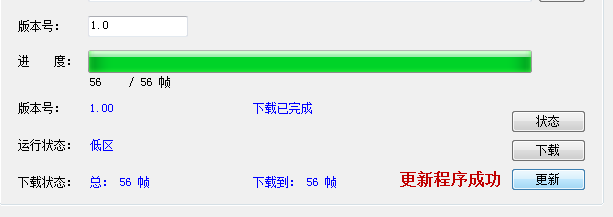 版本号： 1.0
进 度：
56 / 56 帧
版本号： 1.00 下载已完成
状态
运行状态： 低区
下载
下载状态： 总： 56 帧 下载到： 56 帧 更新程序成功 更新